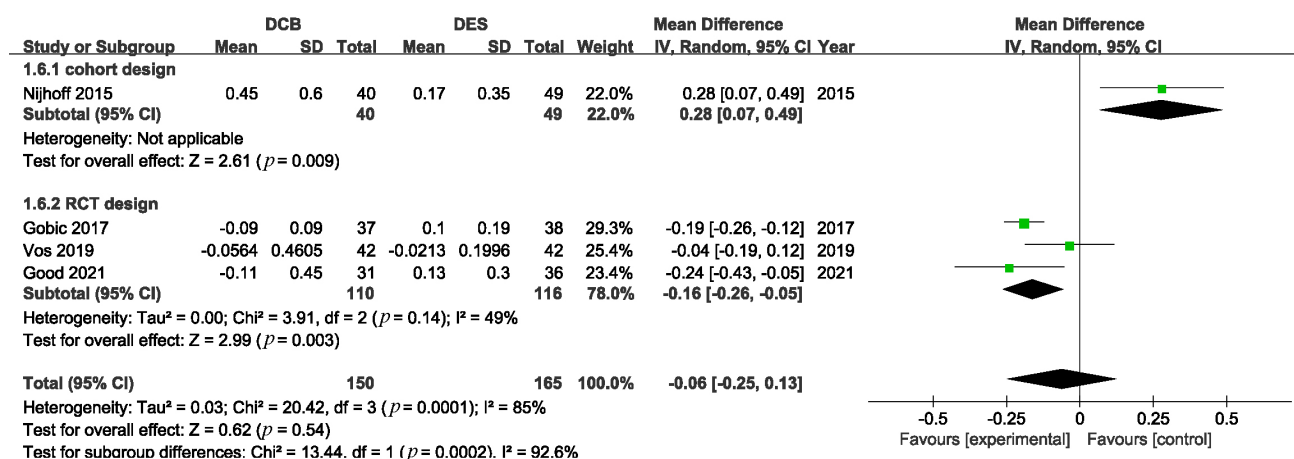 DCB DES Mean Difference Mean Difference
Study or Subgroup Mean SD Total Mean SD Total Weight IV, Random, 95% CI Year IV, Random, 95% CI
1.6.1 cohort design
Nijhoff 2015 0.45 0.6 40 0.17 0.35 49 22.0% 0.28 [0.07, 0.49] 2015
Subtotal (95% CI) 40 49 22.0% 0.28 [0.07, 0.49]
Heterogeneity: Not applicable
Test for overall effect: Z = 2.61 (p = 0.009)
1.6.2 RCT design
Gobic 2017 -0.09 0.09 37 0.1 0.19 38 29.3% -0.19 [-0.26, -0.12] 2017
Vos 2019 -0.0564 0.4605 42 -0.0213 0.1996 42 25.4% -0.04 [-0.19, 0.12] 2019
Good 2021 -0.11 0.45 31 0.13 0.3 36 23.4% -0.24 [-0.43, -0.05] 2021
Subtotal (95% CI) 110 116 78.0% -0.16 [-0.26, -0.05]
Heterogeneity: Tau² = 0.00; Chi² = 3.91, df = 2 (p = 0.14); I² = 49%
Test for overall effect: Z = 2.99 (p = 0.003)
Total (95% CI) 150 165 100.0% -0.06 [-0.25, 0.13]
Heterogeneity: Tau² = 0.03; Chi² = 20.42, df = 3 (p = 0.0001); I² = 85%
Test for overall effect: Z = 0.62 (p = 0.54)
Test for subgroup differences: Chi² = 13.44, df = 1 (p = 0.0002), I² = 92.6%
-0.5 -0.25 0 0.25 0.5
Favours [experimental] Favours [control]